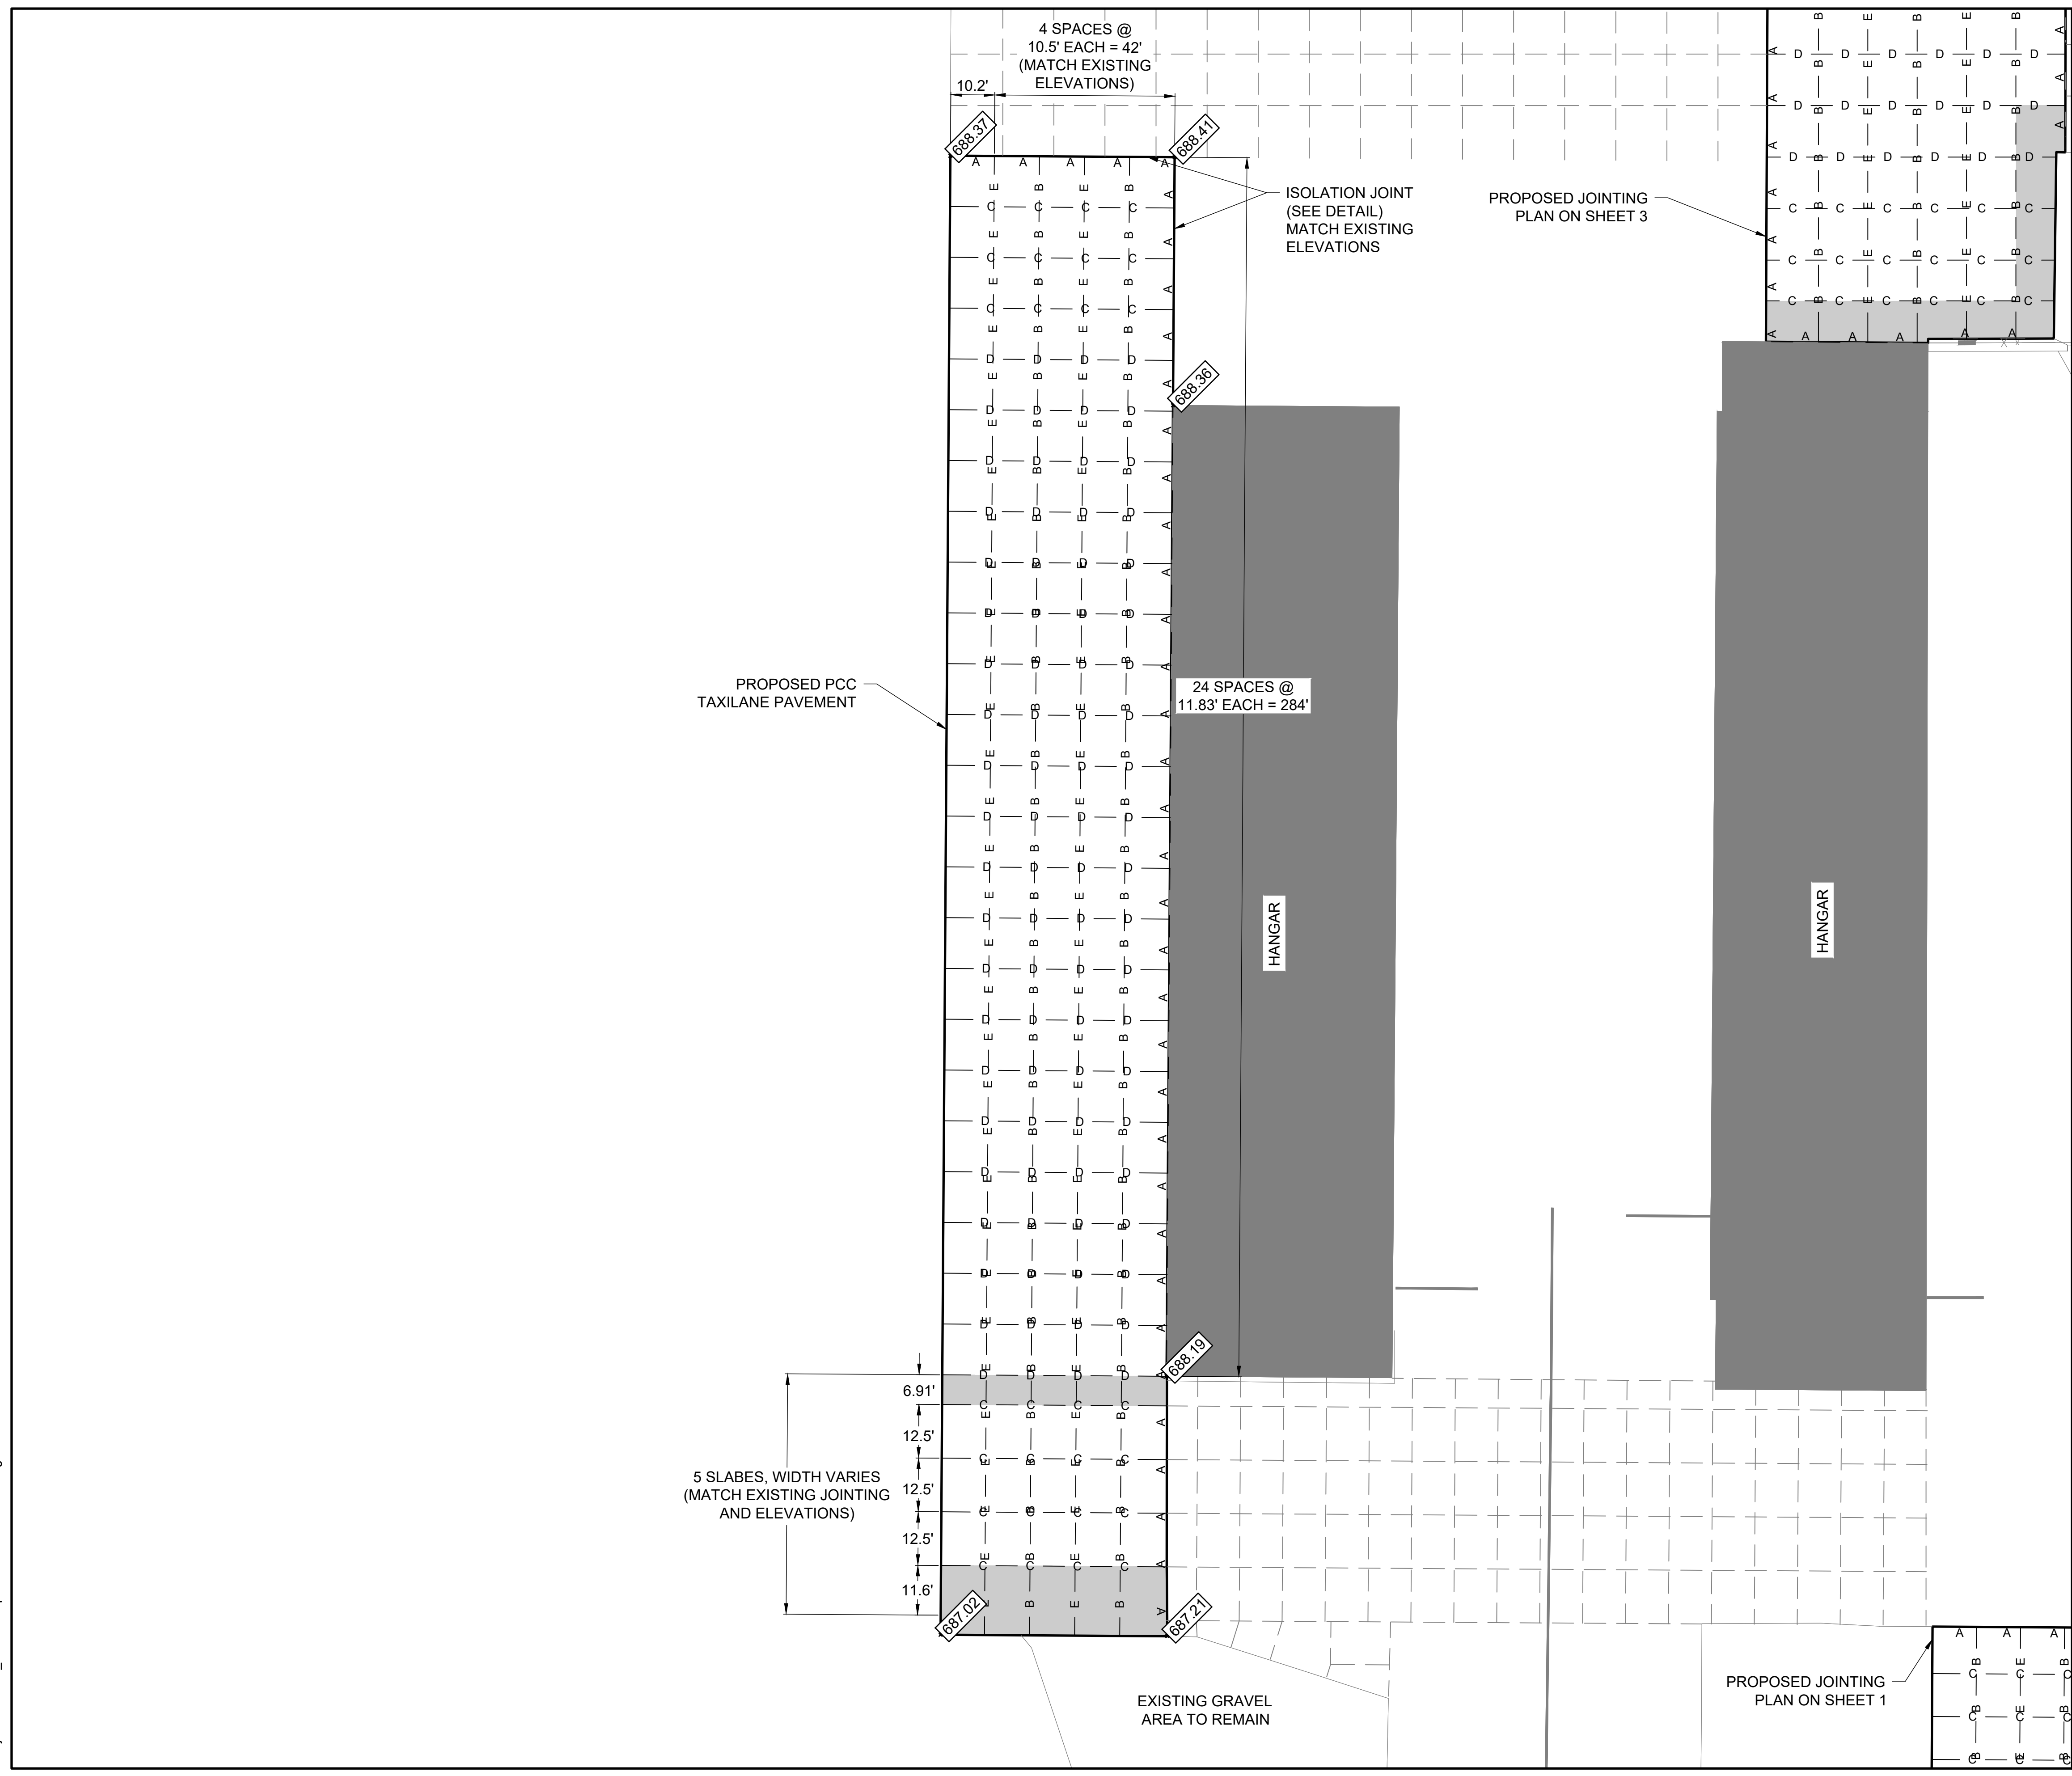 4 SPACES @
10.5' EACH = 42'
(MATCH EXISTING
ELEVATIONS)
10.2'
688.37
688.41
ISOLATION JOINT
(SEE DETAIL)
MATCH EXISTING
ELEVATIONS
PROPOSED JOINTING
PLAN ON SHEET 3
688.36
PROPOSED PCC
TAXILANE PAVEMENT
24 SPACES @
11.83' EACH = 284'
HANGAR
HANGAR
688.19
6.91'
12.5'
12.5'
12.5'
11.6'
5 SLABES, WIDTH VARIES
(MATCH EXISTING JOINTING
AND ELEVATIONS)
687.02
687.21
EXISTING GRAVEL
AREA TO REMAIN
PROPOSED JOINTING
PLAN ON SHEET 1